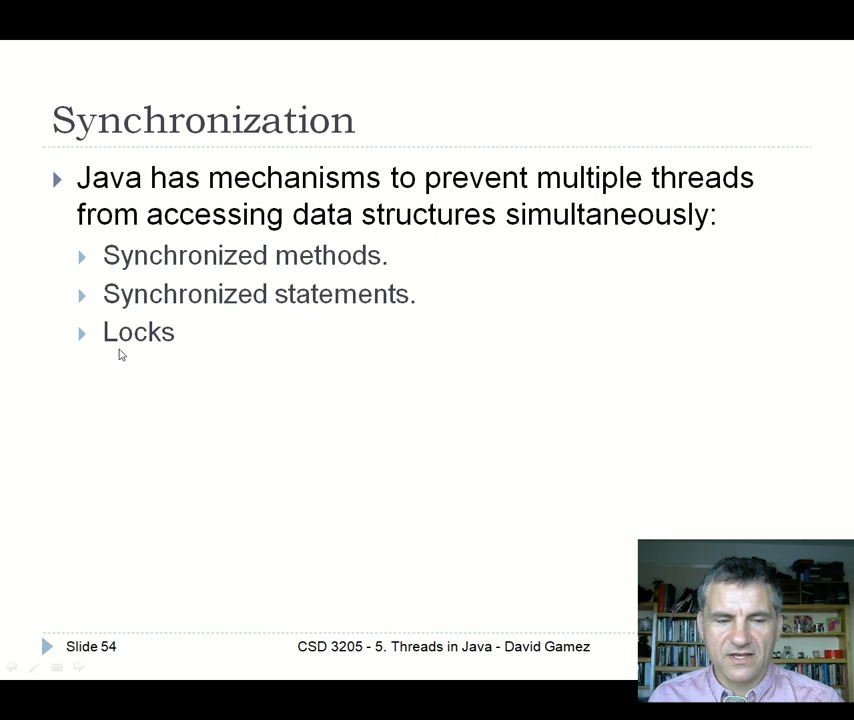 Synchronization
Java has mechanisms to prevent multiple threads
from accessing data structures simultaneously:
Synchronized methods.
Synchronized statements.
Locks
Slide 54
CSD 3205 - 5. Threads in Java - David Gamez